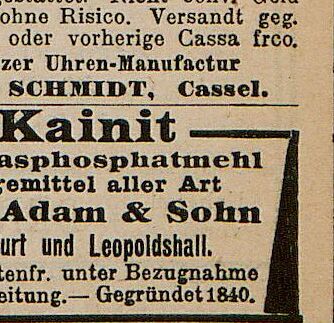 ohne Risico. Versandt geg.
oder vorherige Cassa frco.
zer Uhren-Manufactur
SCHMIDT, Cassel.
Kainit
asphosphatmehl
gemittel aller Art
Adam & Sohn
urt und Leopoldshall.
tenfr. unter Bezugnahme
eitung.— Gegründet 1840.